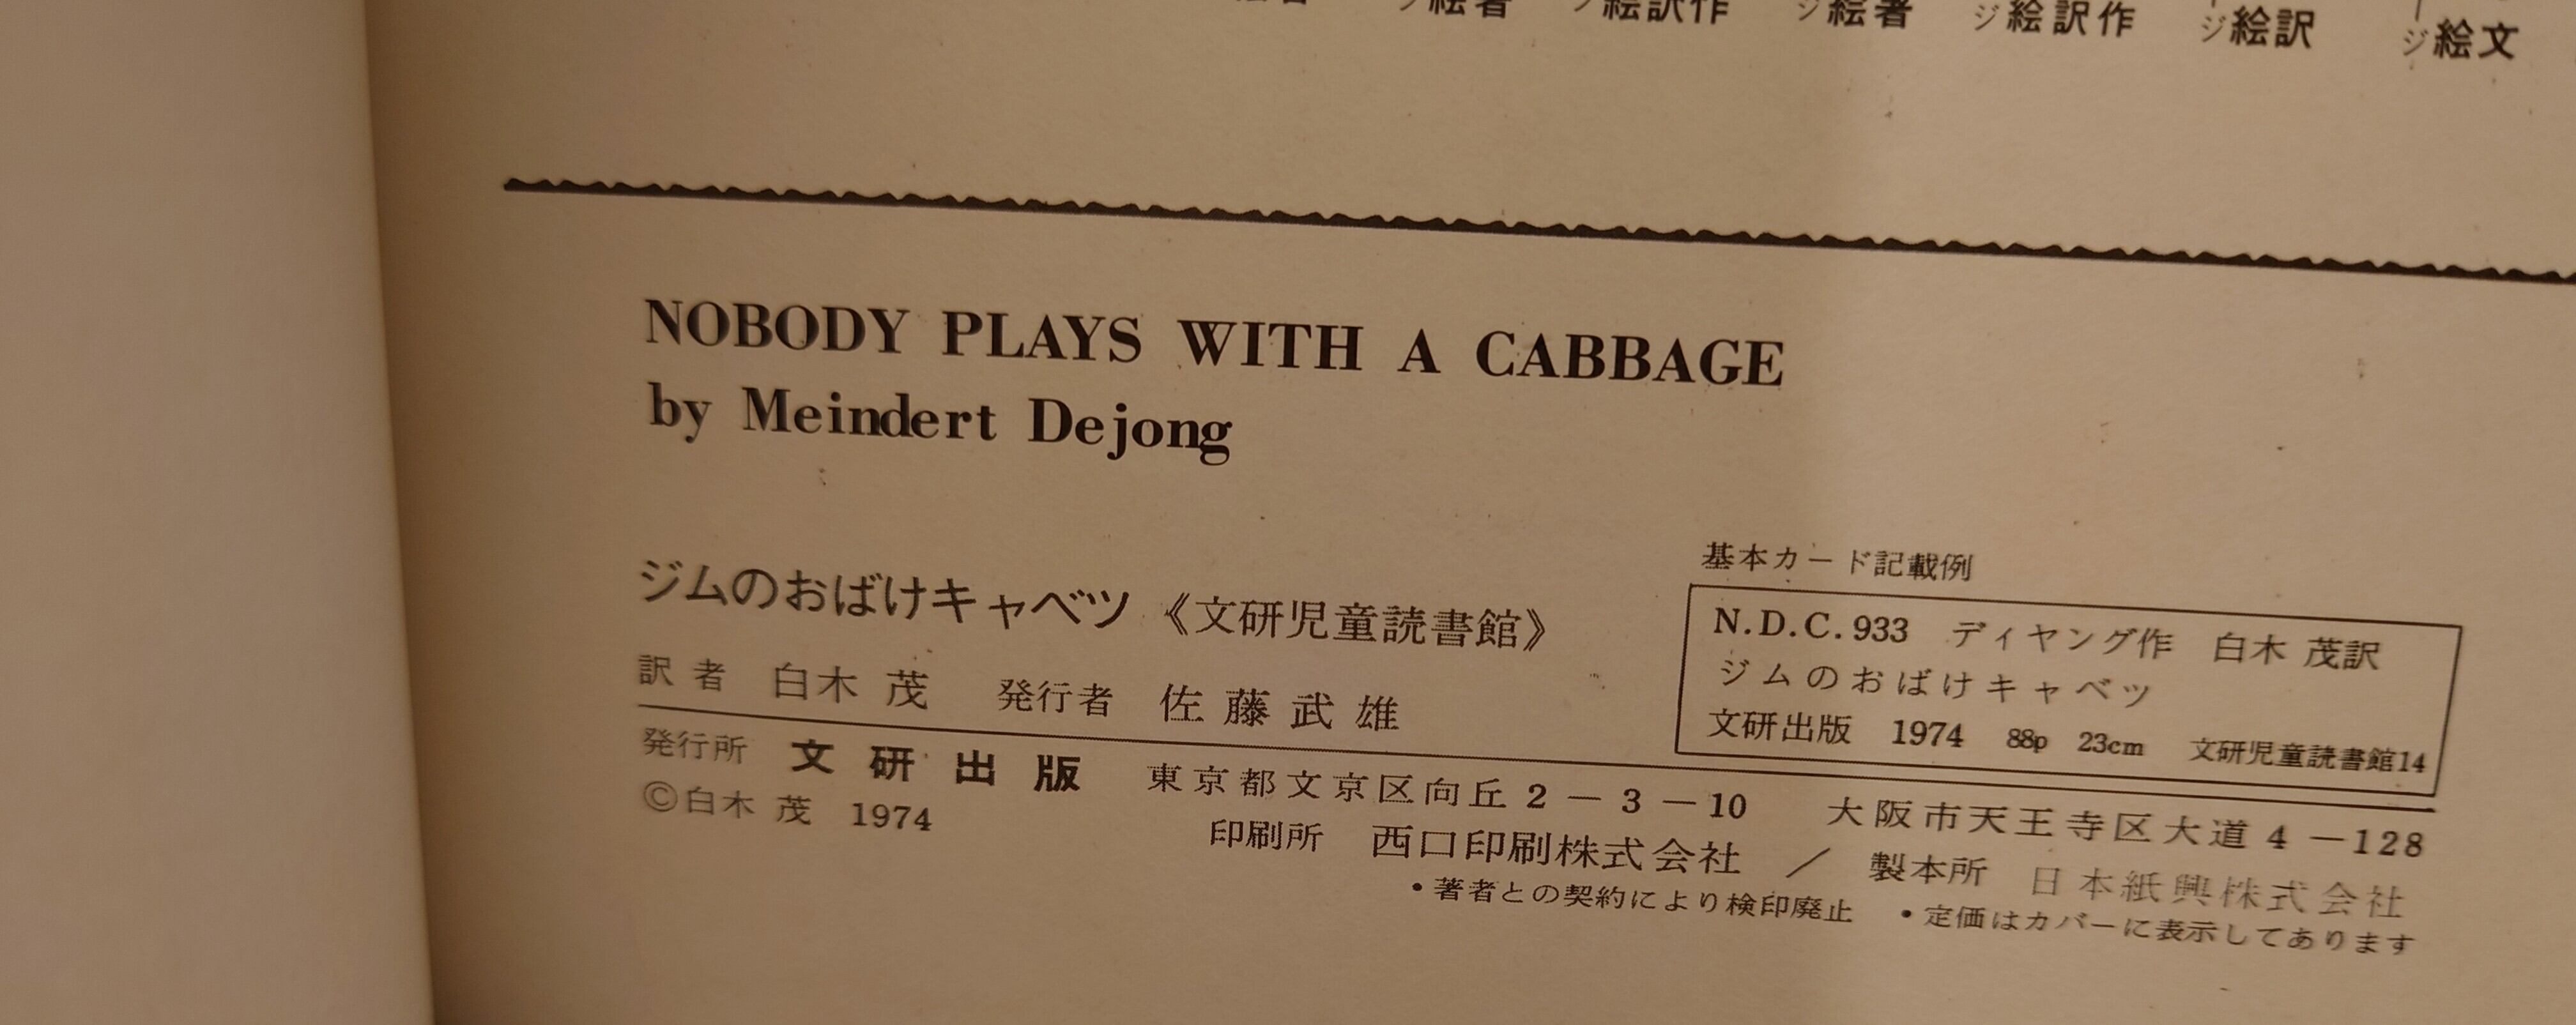 絵著
絵訳作
絵著
絵訳作
絵訳
絵文
NOBODY PLAYS WITH A CABBAGE
by Meindert Dejong
ジムのおばけキャベツ 《文研児童読書館》
訳者 白木 茂 発行者 佐藤武雄
基本カード記載例
N.D.C.933 ディヤング作 白木 茂訳
ジムのおばけキャベツ
文研出版 1974 88p 23cm 文研児童読書館14
発行所 文研出版 東京都文京区向丘2－3－10 大阪市天王寺区大道4－128
©白木 茂 1974
印刷所 西口印刷株式会社 ／ 製本所 日本紙興株式会社
•著者との契約により検印廃止 •定価はカバーに表示してあります